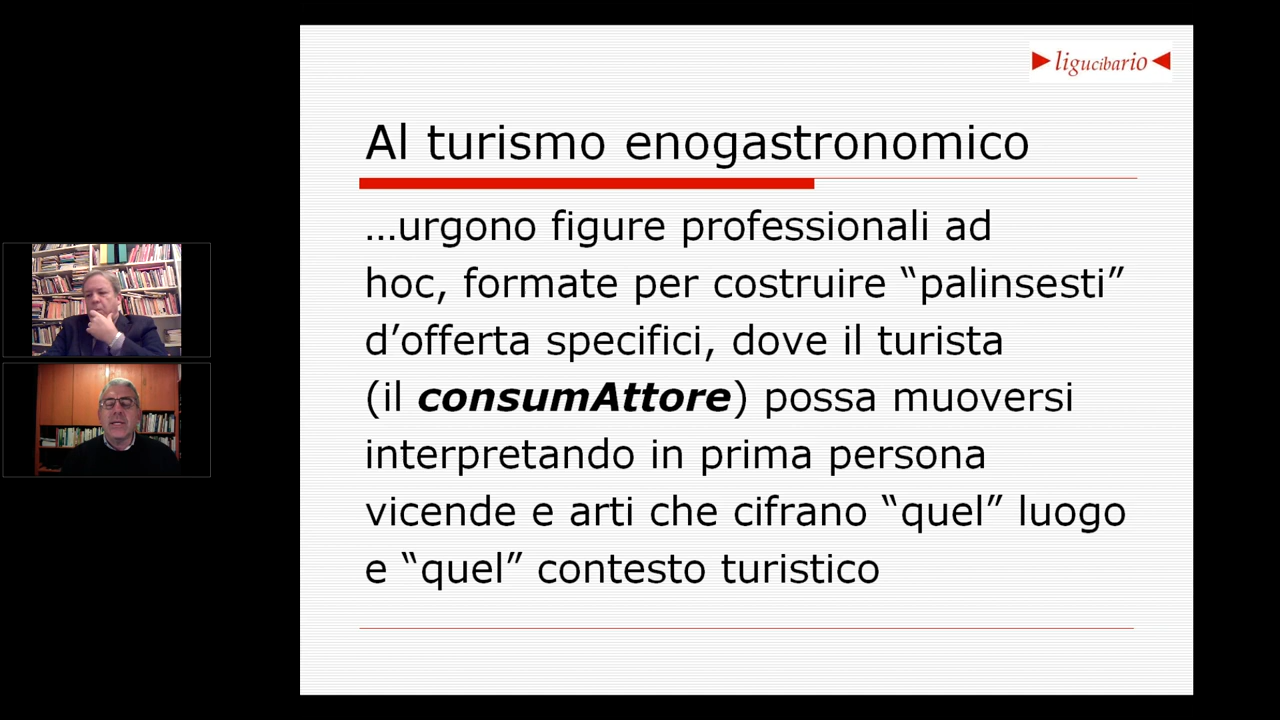 ligucibario
Al turismo enogastronomico
…urgono figure professionali ad
hoc, formate per costruire “palinsesti”
d’offerta specifici, dove il turista
(il consumAttore) possa muoversi
interpretando in prima persona
vicende e arti che cifrano “quel” luogo
e “quel” contesto turistico